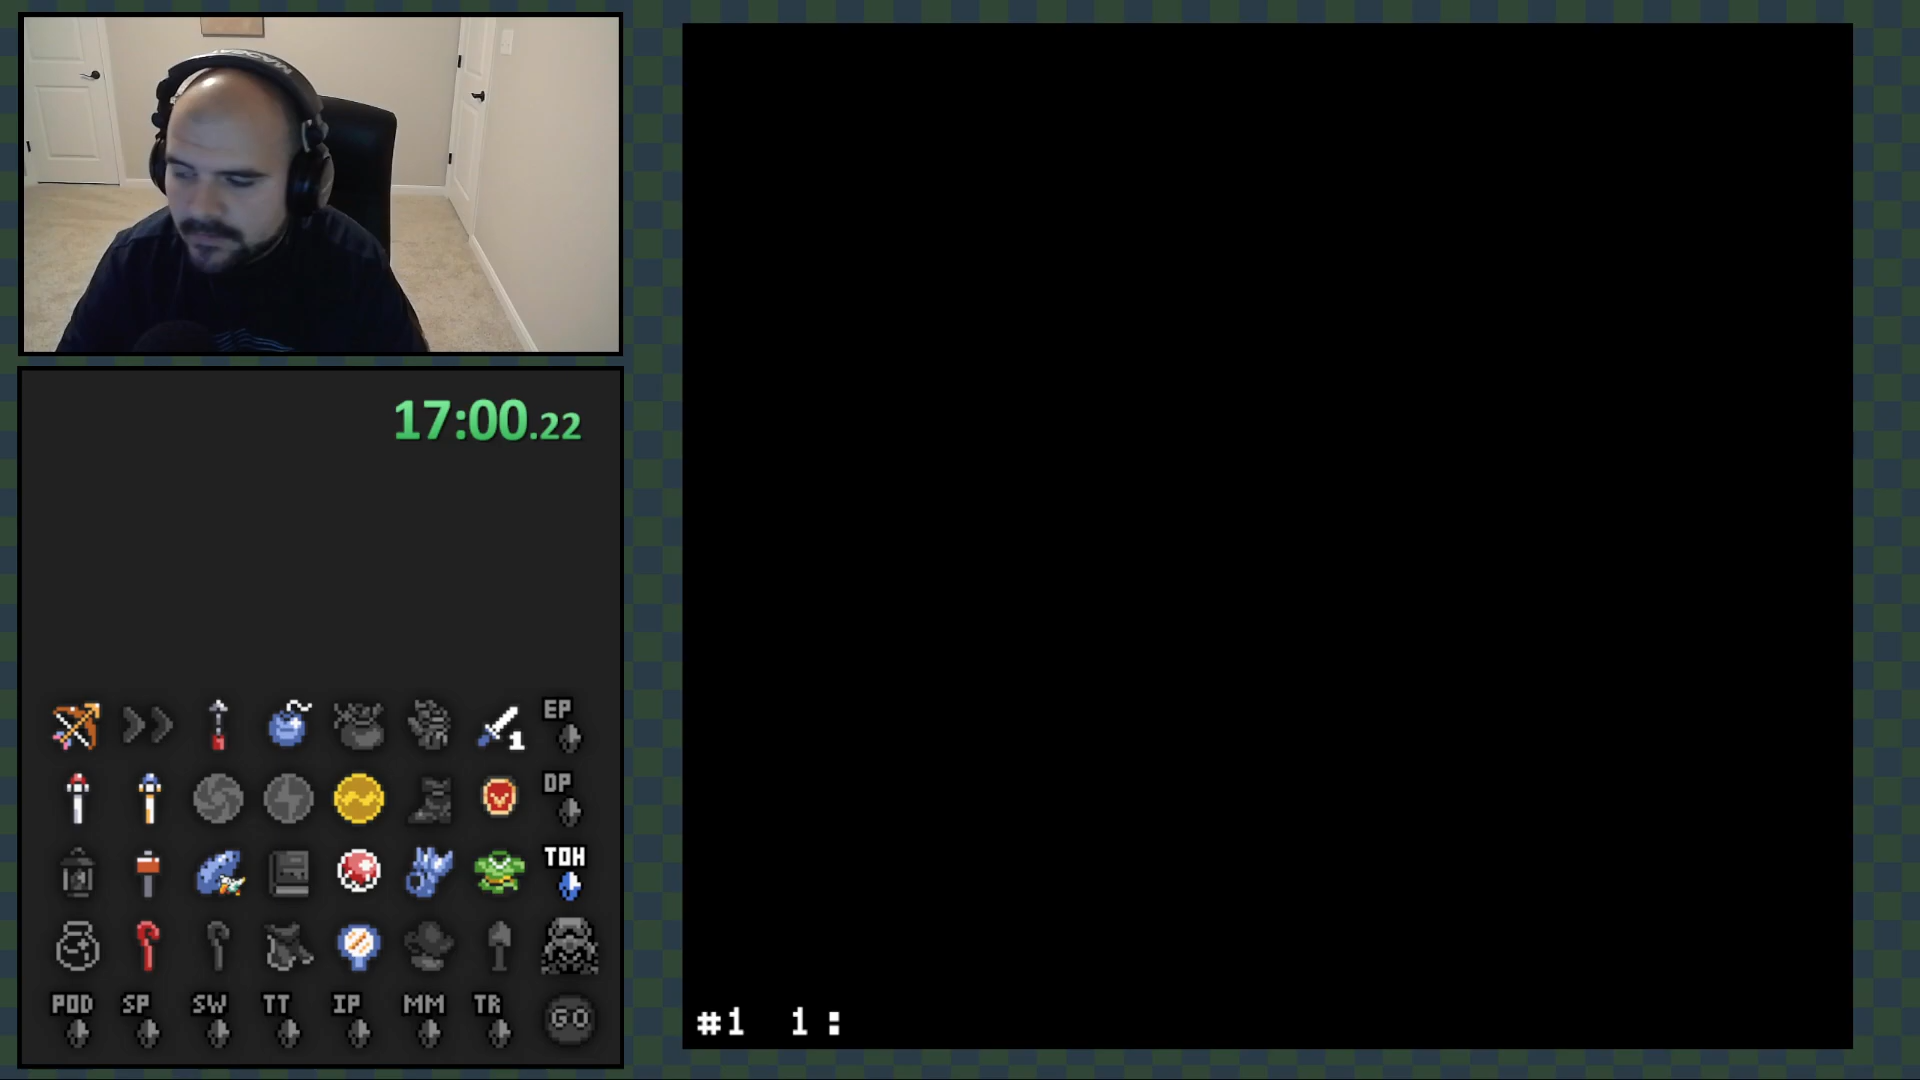 17:00.22
1
EP
DP
TOH
POD SP SW TT IP MM TR GO
#1 1: